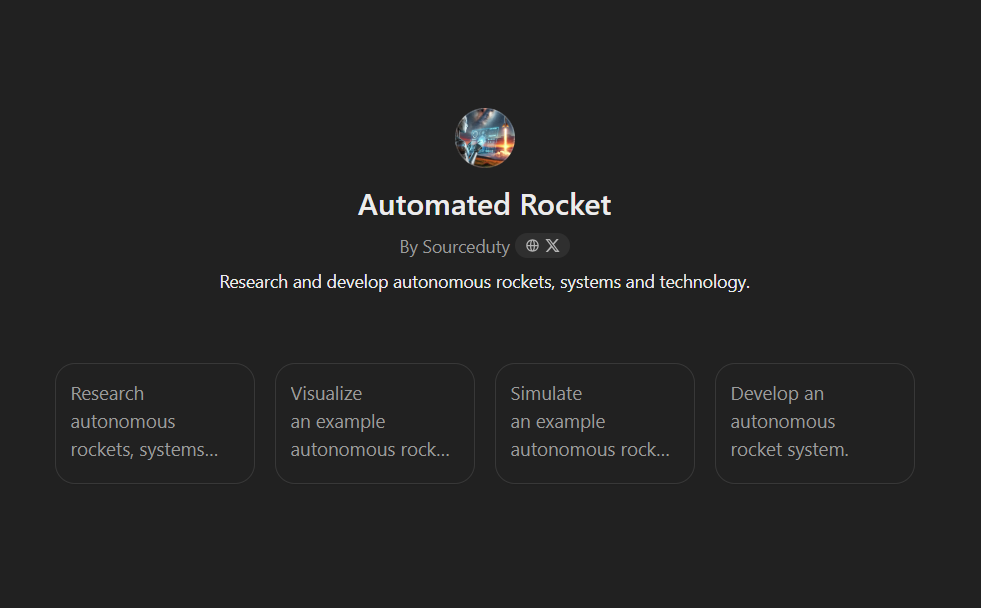 Automated Rocket
By Sourceduty
Research and develop autonomous rockets, systems and technology.
Research
autonomous
rockets, systems...
Visualize
an example
autonomous rock...
Simulate
an example
autonomous rock...
Develop an
autonomous
rocket system.